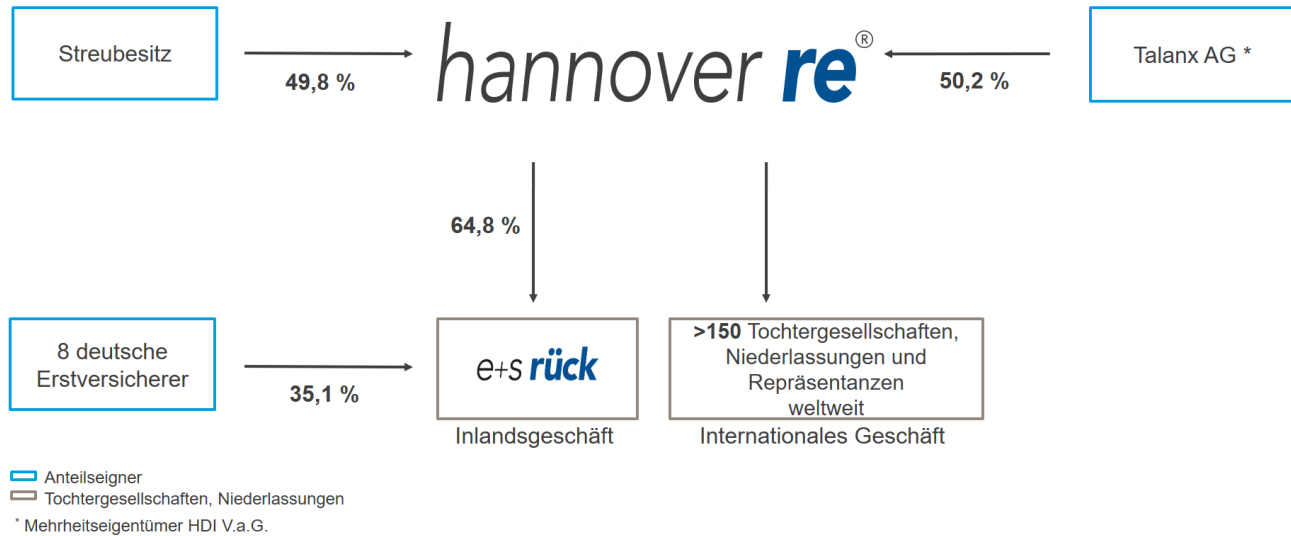 Streubesitz
49,8 %
hannover re®
50,2 %
Talanx AG *
64,8 %
8 deutsche
Erstversicherer
35,1 %
e+s rück
Inlandsgeschäft
>150 Tochtergesellschaften,
Niederlassungen und
Repräsentanzen
weltweit
Internationales Geschäft
Anteilseigner
Tochtergesellschaften, Niederlassungen
* Mehrheitseigentümer HDI V.a.G.